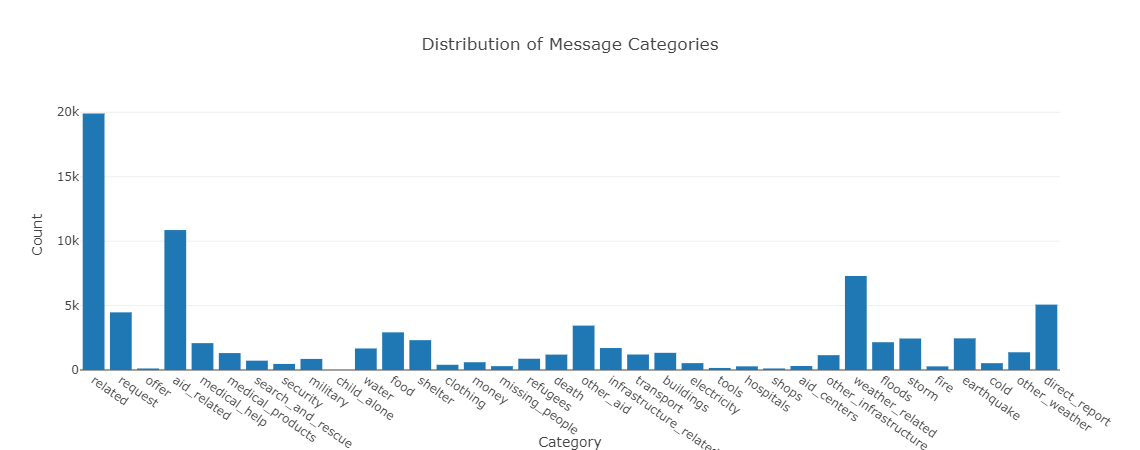 Distribution of Message Categories
20k
15k
10k
5k
0
Count
related
request
offer
aid_related
medical_help
medical_products
search_and_rescue
security
military
child_alone
water
food
shelter
clothing
money
missing_people
refugees
death
other_aid
infrastructure_related
transport
buildings
electricity
tools
hospitals
shops
aid_centers
other_infrastructure
weather_related
floods
storm
fire
earthquake
cold
other_weather
direct_report
Category